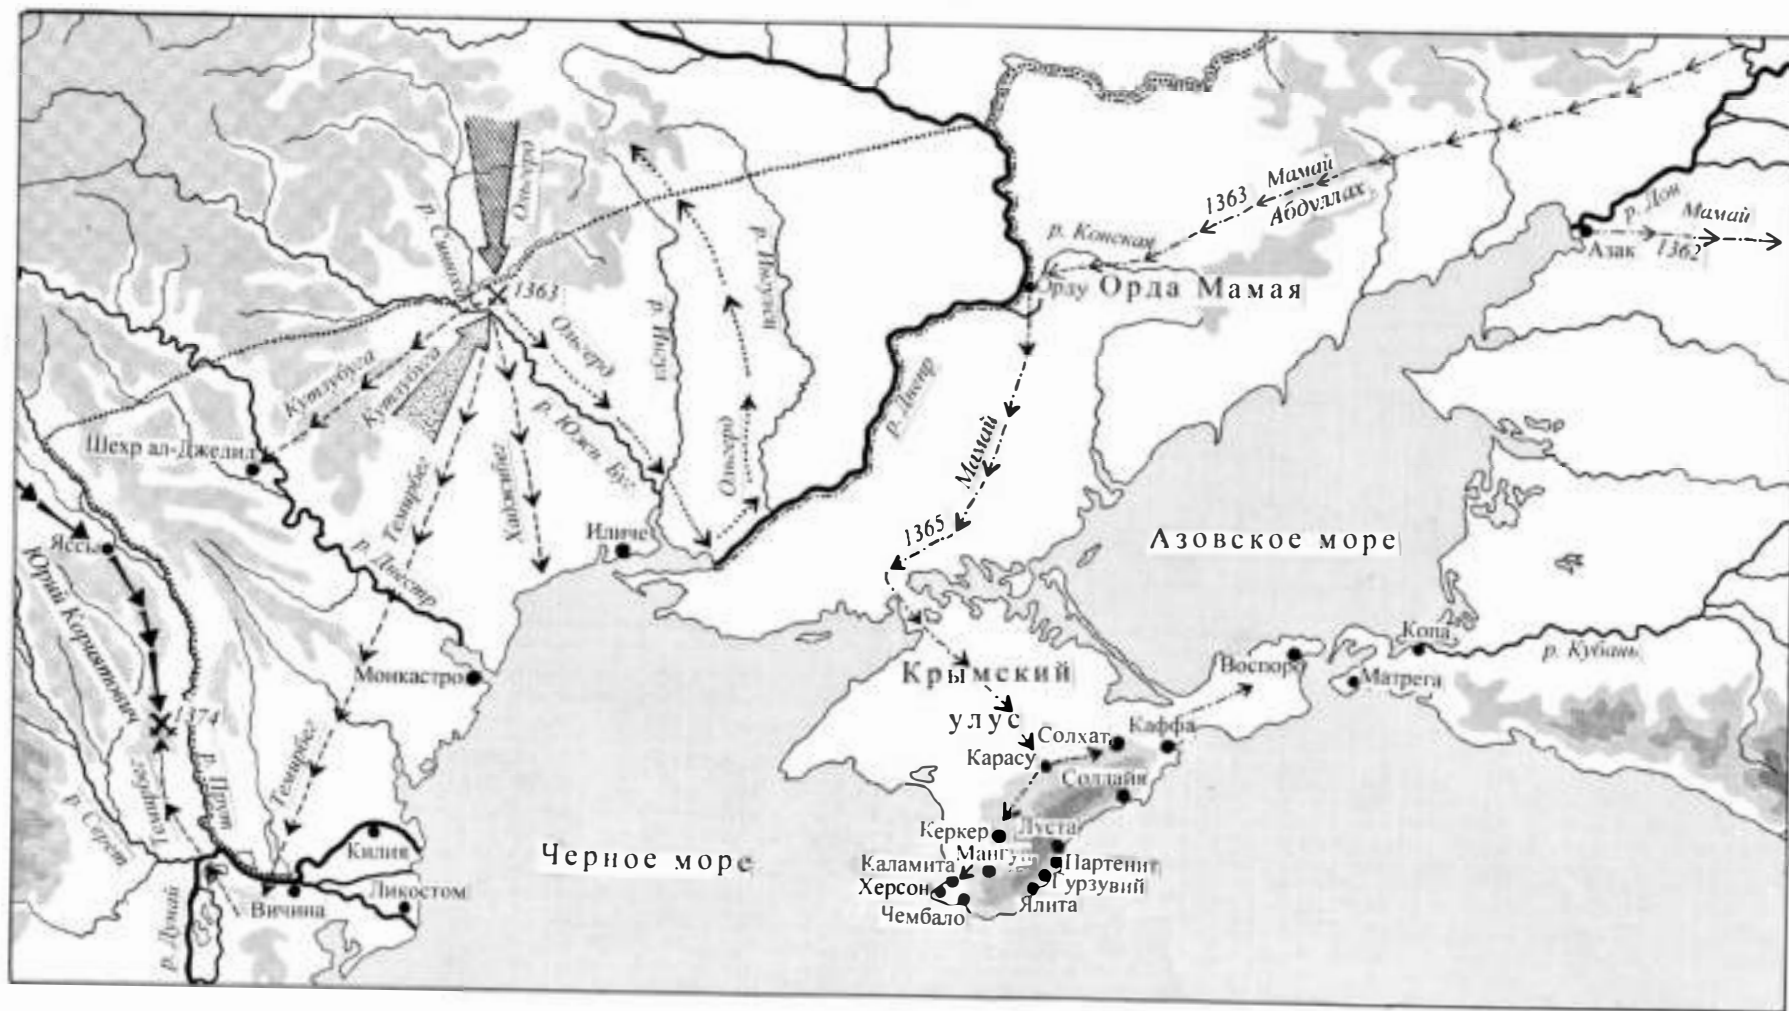 Ольгерд
р. Синюха
1363
Кутлубуга
Кутлубуга
Ольгерд
р. Ингул
р. Ингулец
Ольгерд
р. Южн. Буг
Темирбег
Хаджибег
Шехр ал-Джедид
р. Днестр
Иличе
Яссы
Юрий Кориатович
1374
Темирбег
р. Прут
р. Серет
Темирбег
Монкастро
Килия
Ликостом
Вичина
р. Дунай
1363 Мамай
Абдуллах
р. Конская
Орду Орда Мамая
р. Днепр
Мамай
1365
р. Дон
Мамай
1362
Азак
Азовское море
Черное море
Крымский
улус
Карасу
Солхат
Каффа
Воспоро
Матрега
Копа
р. Кубань
Солдайя
Керкер
Луста
Мангуп
Каламита
Партенит
Гурзувий
Херсон
Ялита
Чембало